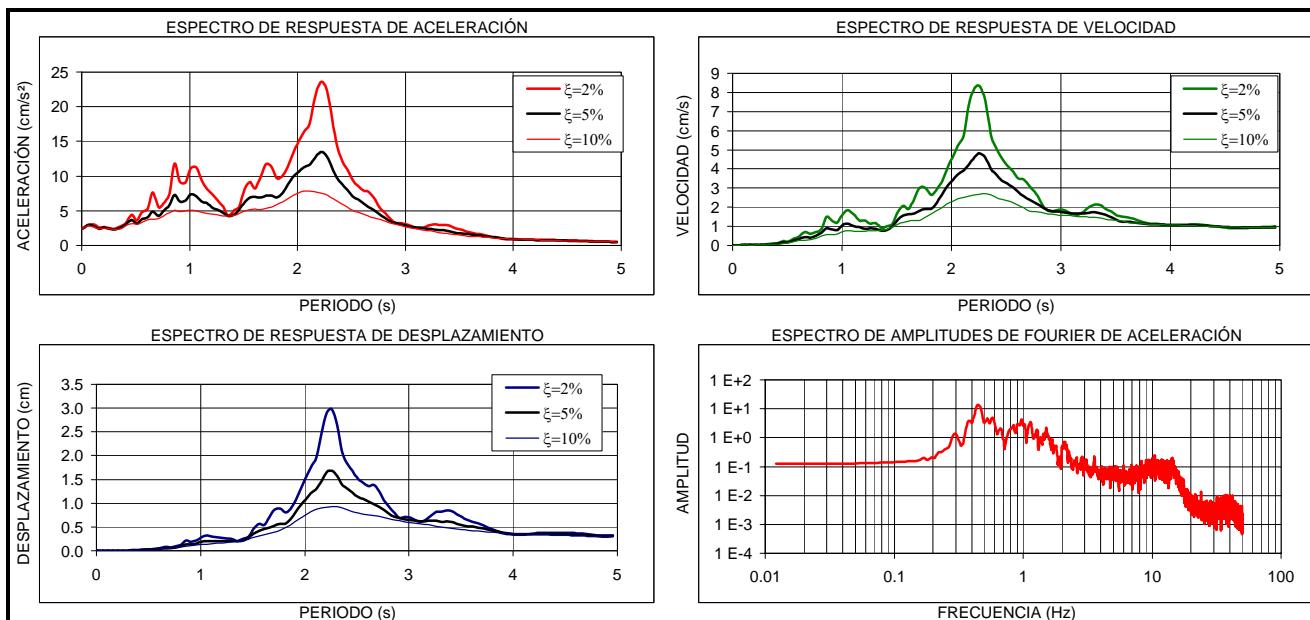 ESPECTRO DE RESPUESTA DE ACELERACIÓN
ACELERACIÓN (cm/s²)
25
20
15
10
5
0
0 1 2 3 4 5
PERIODO (s)
ξ=2%
ξ=5%
ξ=10%
ESPECTRO DE RESPUESTA DE VELOCIDAD
VELOCIDAD (cm/s)
9
8
7
6
5
4
3
2
1
0
0 1 2 3 4 5
PERIODO (s)
ξ=2%
ξ=5%
ξ=10%
ESPECTRO DE RESPUESTA DE DESPLAZAMIENTO
DESPLAZAMIENTO (cm)
3.5
3.0
2.5
2.0
1.5
1.0
0.5
0.0
0 1 2 3 4 5
PERIODO (s)
ξ=2%
ξ=5%
ξ=10%
ESPECTRO DE AMPLITUDES DE FOURIER DE ACELERACIÓN
AMPLITUD
1 E+2
1 E+1
1 E+0
1 E-1
1 E-2
1 E-3
1 E-4
0.01 0.1 1 10 100
FRECUENCIA (Hz)